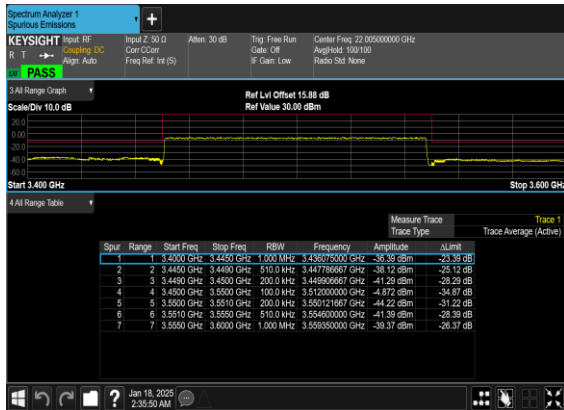 Spectrum Analyzer 1
Spurious Emissions
KEYSIGHT Input: RF Input Z: 50 Ω Atten: 30 dB Trig: Free Run Center Freq: 22.005000000 GHz
R T Coupling: DC Corr CCorr Gate: Off Avg|Hold: 100/100
Align: Auto Freq Ref: Int (S) IF Gain: Low Radio Std: None
PASS
3 All Range Graph
Ref Lvl Offset 15.88 dB
Scale/Div 10.0 dB Ref Value 30.00 dBm
20.0
0.00
-20.0
-40.0
-60.0
Start 3.400 GHz Stop 3.600 GHz
4 All Range Table
Measure Trace Trace 1
Trace Type Trace Average (Active)
Spur Range Start Freq Stop Freq RBW Frequency Amplitude ΔLimit
1 1 3.4000 GHz 3.4450 GHz 1.000 MHz 3.436075000 GHz -36.39 dBm -23.39 dB
2 2 3.4450 GHz 3.4490 GHz 510.0 kHz 3.447786667 GHz -38.12 dBm -25.12 dB
3 3 3.4490 GHz 3.4500 GHz 200.0 kHz 3.449906667 GHz -41.29 dBm -28.29 dB
4 4 3.4500 GHz 3.5500 GHz 100.0 kHz 3.512000000 GHz -4.872 dBm -34.87 dB
5 5 3.5500 GHz 3.5510 GHz 200.0 kHz 3.550121667 GHz -44.22 dBm -31.22 dB
6 6 3.5510 GHz 3.5550 GHz 510.0 kHz 3.554600000 GHz -41.39 dBm -28.39 dB
7 7 3.5550 GHz 3.6000 GHz 1.000 MHz 3.559350000 GHz -39.37 dBm -26.37 dB
Jan 18, 2025
2:35:50 AM